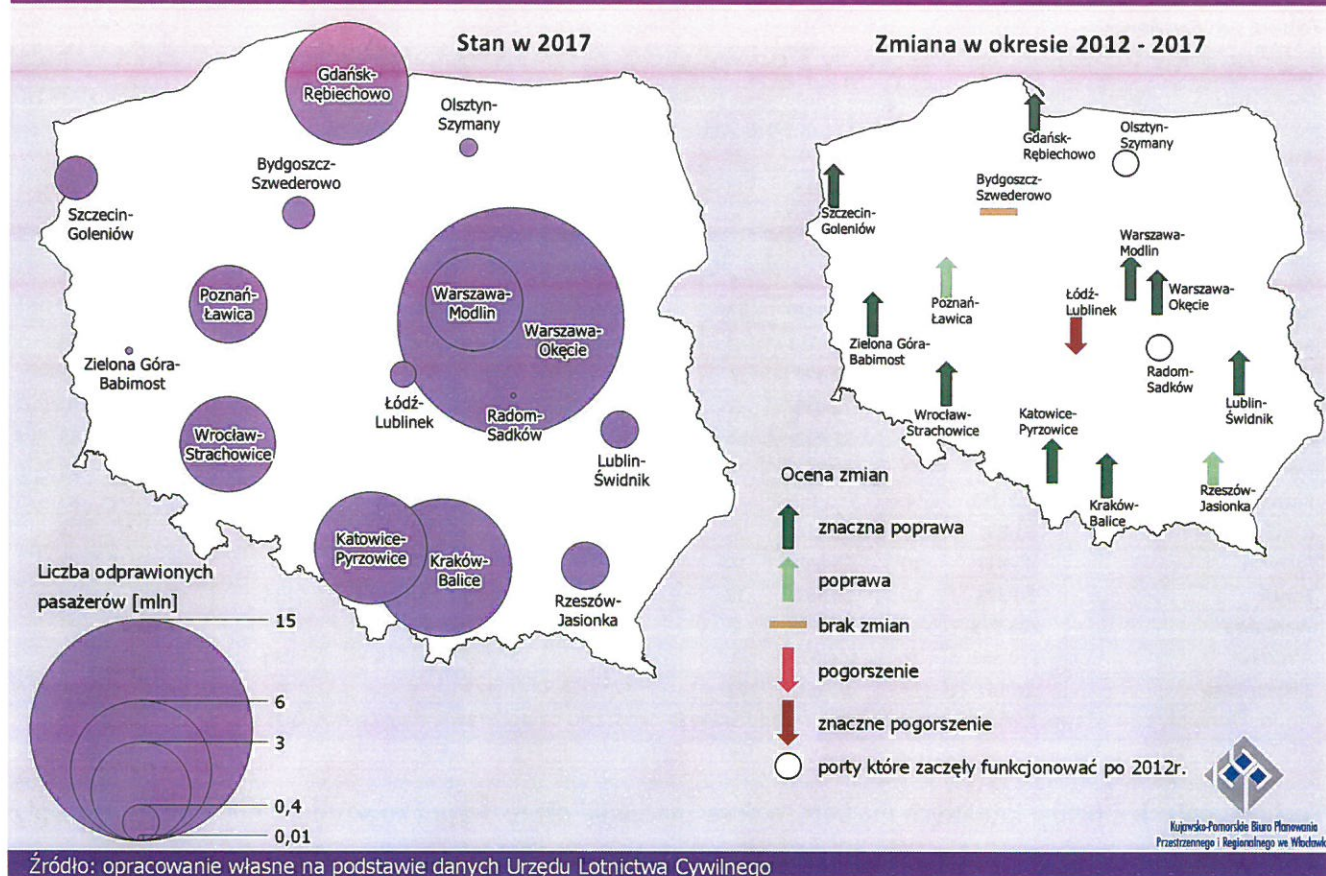 Stan w 2017
Gdańsk-
Rębiechowo
Olsztyn-
Szymany
Bydgoszcz-
Szwederowo
Szczecin-
Goleniów
Poznań-
Ławica
Warszawa-
Modlin
Warszawa-
Okęcie
Zielona Góra-
Babimost
Łódź-
Lublinek
Radom-
Sadków
Wrocław-
Strachowice
Lublin-
Świdnik
Katowice-
Pyrzowice
Kraków-
Balice
Rzeszów-
Jasionka
Liczba odprawionych
pasażerów [mln]
15
6
3
0,4
0,01
Zmiana w okresie 2012 - 2017
Gdańsk-
Rębiechowo
Olsztyn-
Szymany
Bydgoszcz-
Szwederowo
Szczecin-
Goleniów
Warszawa-
Modlin
Poznań-
Ławica
Łódź-
Lublinek
Warszawa-
Okęcie
Zielona Góra-
Babimost
Radom-
Sadków
Wrocław-
Strachowice
Katowice-
Pyrzowice
Lublin-
Świdnik
Kraków-
Balice
Rzeszów-
Jasionka
Ocena zmian
znaczna poprawa
poprawa
brak zmian
pogorszenie
znaczne pogorszenie
porty które zaczęły funkcjonować po 2012r.
Kujawsko-Pomorskie Biuro Planowania
Przestrzennego i Regionalnego we Włocławku
Źródło: opracowanie własne na podstawie danych Urzędu Lotnictwa Cywilnego